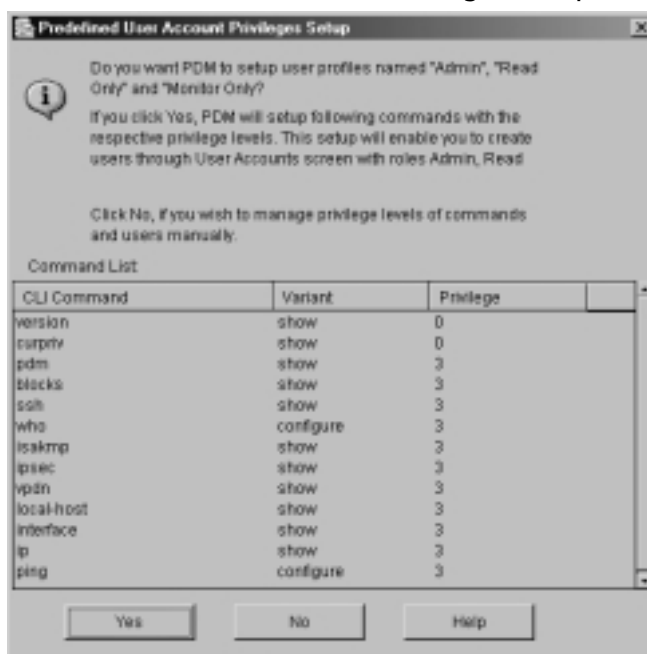 Predefined User Account Privileges Setup
Do you want PDM to setup user profiles named "Admin", "Read
Only" and "Monitor Only?
If you click Yes, PDM will setup following commands with the
respective privilege levels. This setup will enable you to create
users through User Accounts screen with roles Admin, Read
Click No, if you wish to manage privilege levels of commands
and users manually.
Command List
CLI Command Variant Privilege
version show 0
curpriv show 0
pdm show 3
blocks show 3
ssh show 3
who configure 3
isakmp show 3
ipsec show 3
vpdn show 3
local-host show 3
interface show 3
ip show 3
ping configure 3
Yes No Help